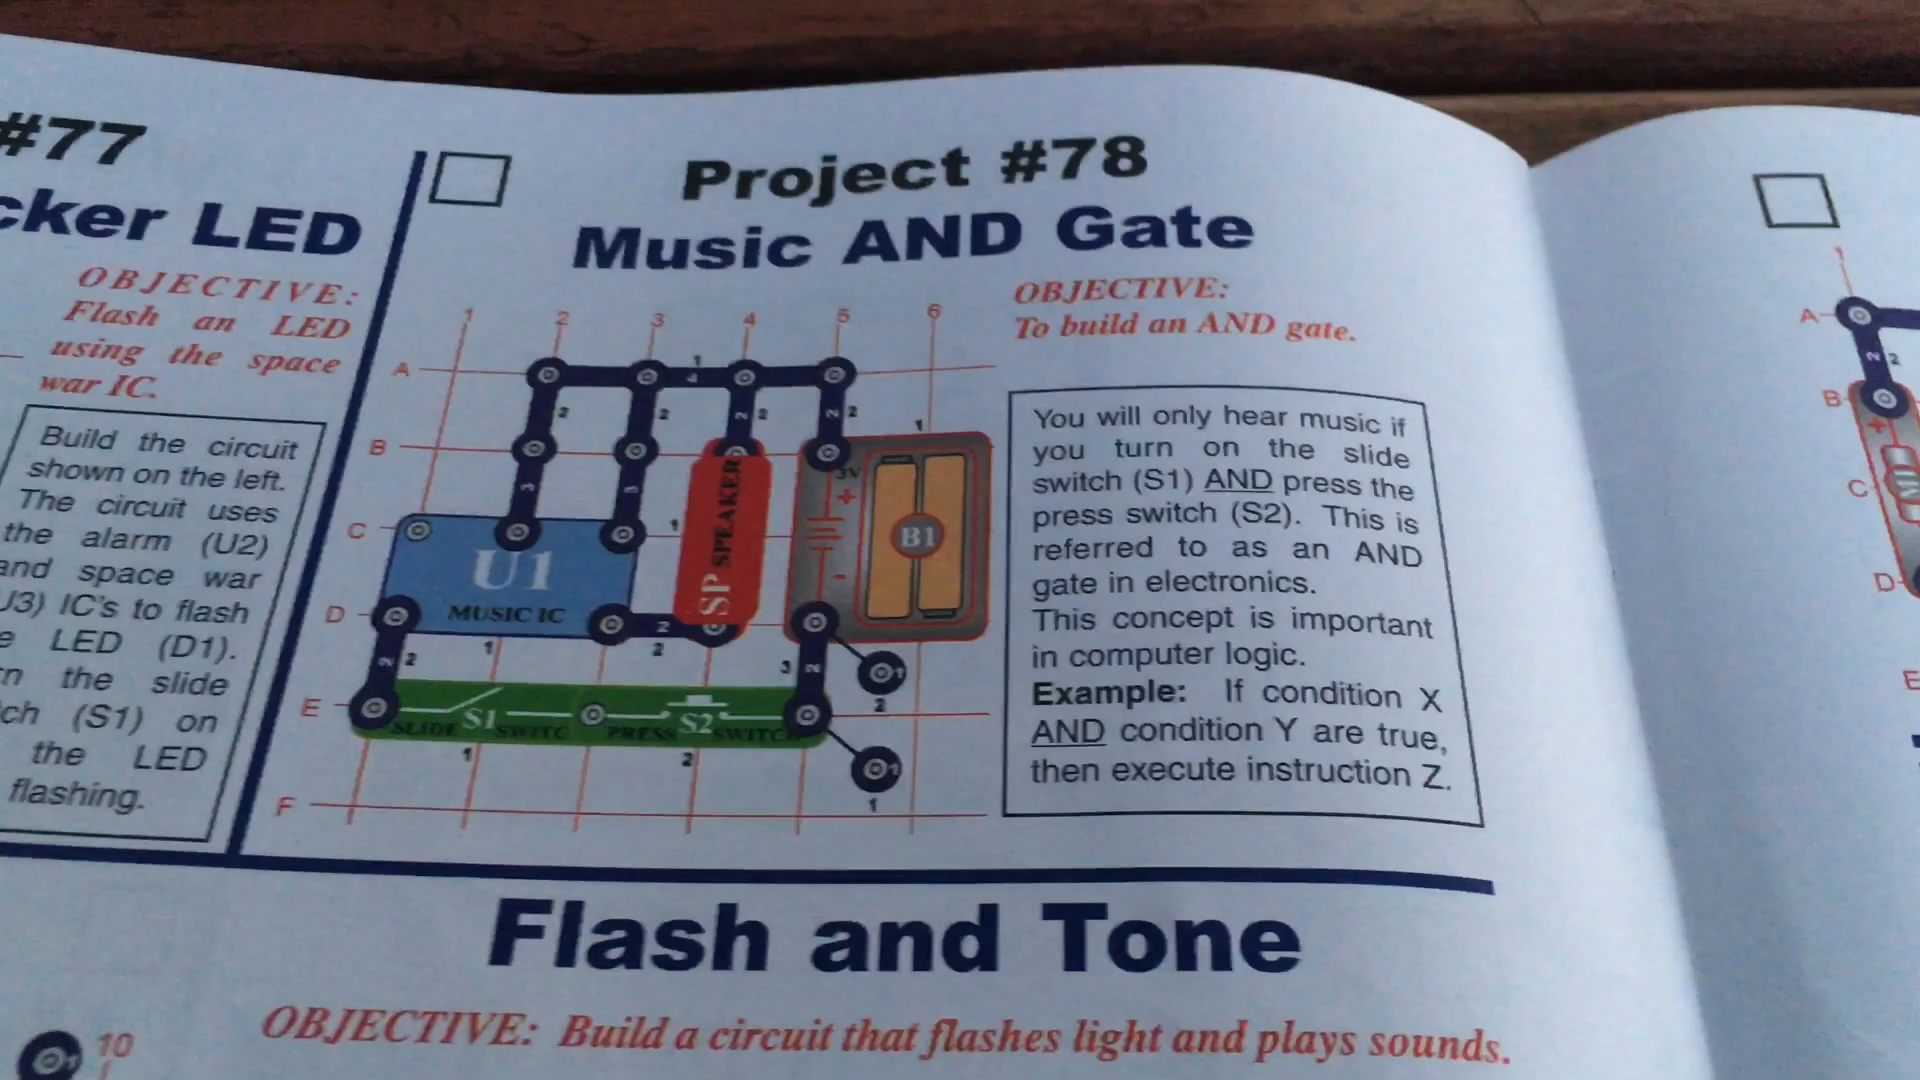 #77
cker LED
OBJECTIVE:
Flash an LED
using the space
war IC.
Build the circuit
shown on the left.
The circuit uses
the alarm (U2)
and space war
U3) IC's to flash
e LED (D1).
n the slide
ch (S1) on
the LED
flashing.
Project #78
Music AND Gate
OBJECTIVE:
To build an AND gate.
1 2 3 4 5 6
A
B
C
D
E
F
3V
+
-
B1
U1
MUSIC IC
SP SPEAKER
SLIDE S1 SWITC
PRESS S2 SWITCH
You will only hear music if
you turn on the slide
switch (S1) AND press the
press switch (S2). This is
referred to as an AND
gate in electronics.
This concept is important
in computer logic.
Example: If condition X
AND condition Y are true,
then execute instruction Z.
Flash and Tone
OBJECTIVE: Build a circuit that flashes light and plays sounds.
10
1
A
B
C
D
E